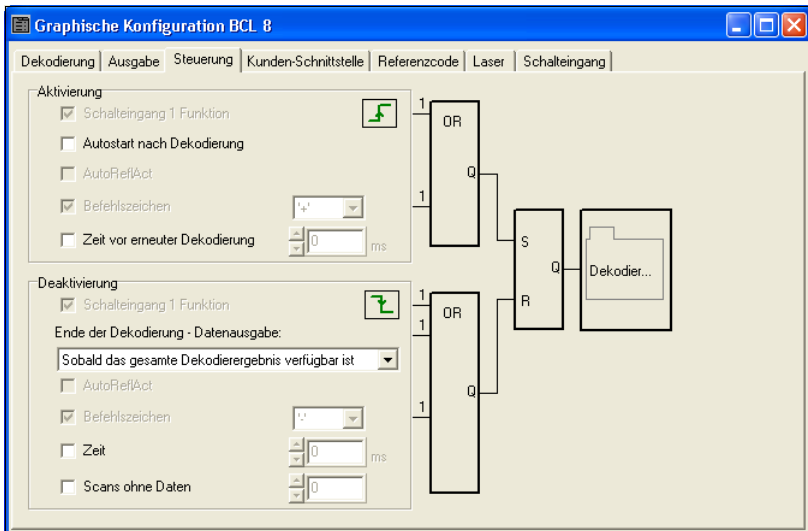 Graphische Konfiguration BCL 8
Dekodierung Ausgabe Steuerung Kunden-Schnittstelle Referenzcode Laser Schalteingang
Aktivierung
Schalteingang 1 Funktion
Autostart nach Dekodierung
AutoReflAct
Befehlszeichen '+'
Zeit vor erneuter Dekodierung 0 ms
1
OR
1
Q
Deaktivierung
Schalteingang 1 Funktion
Ende der Dekodierung - Datenausgabe:
Sobald das gesamte Dekodierergebnis verfügbar ist
AutoReflAct
Befehlszeichen '-'
Zeit 0 ms
Scans ohne Daten 0
1
OR
1
1
Q
S
Q
R
Dekodier...